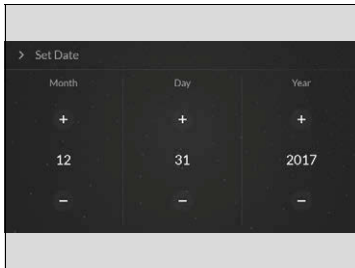 > Set Date
Month Day Year
+ + +
12 31 2017
− − −